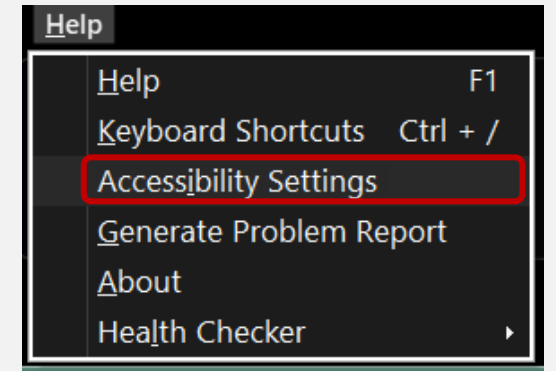 Help
Help F1
Keyboard Shortcuts Ctrl + /
Accessibility Settings
Generate Problem Report
About
Health Checker